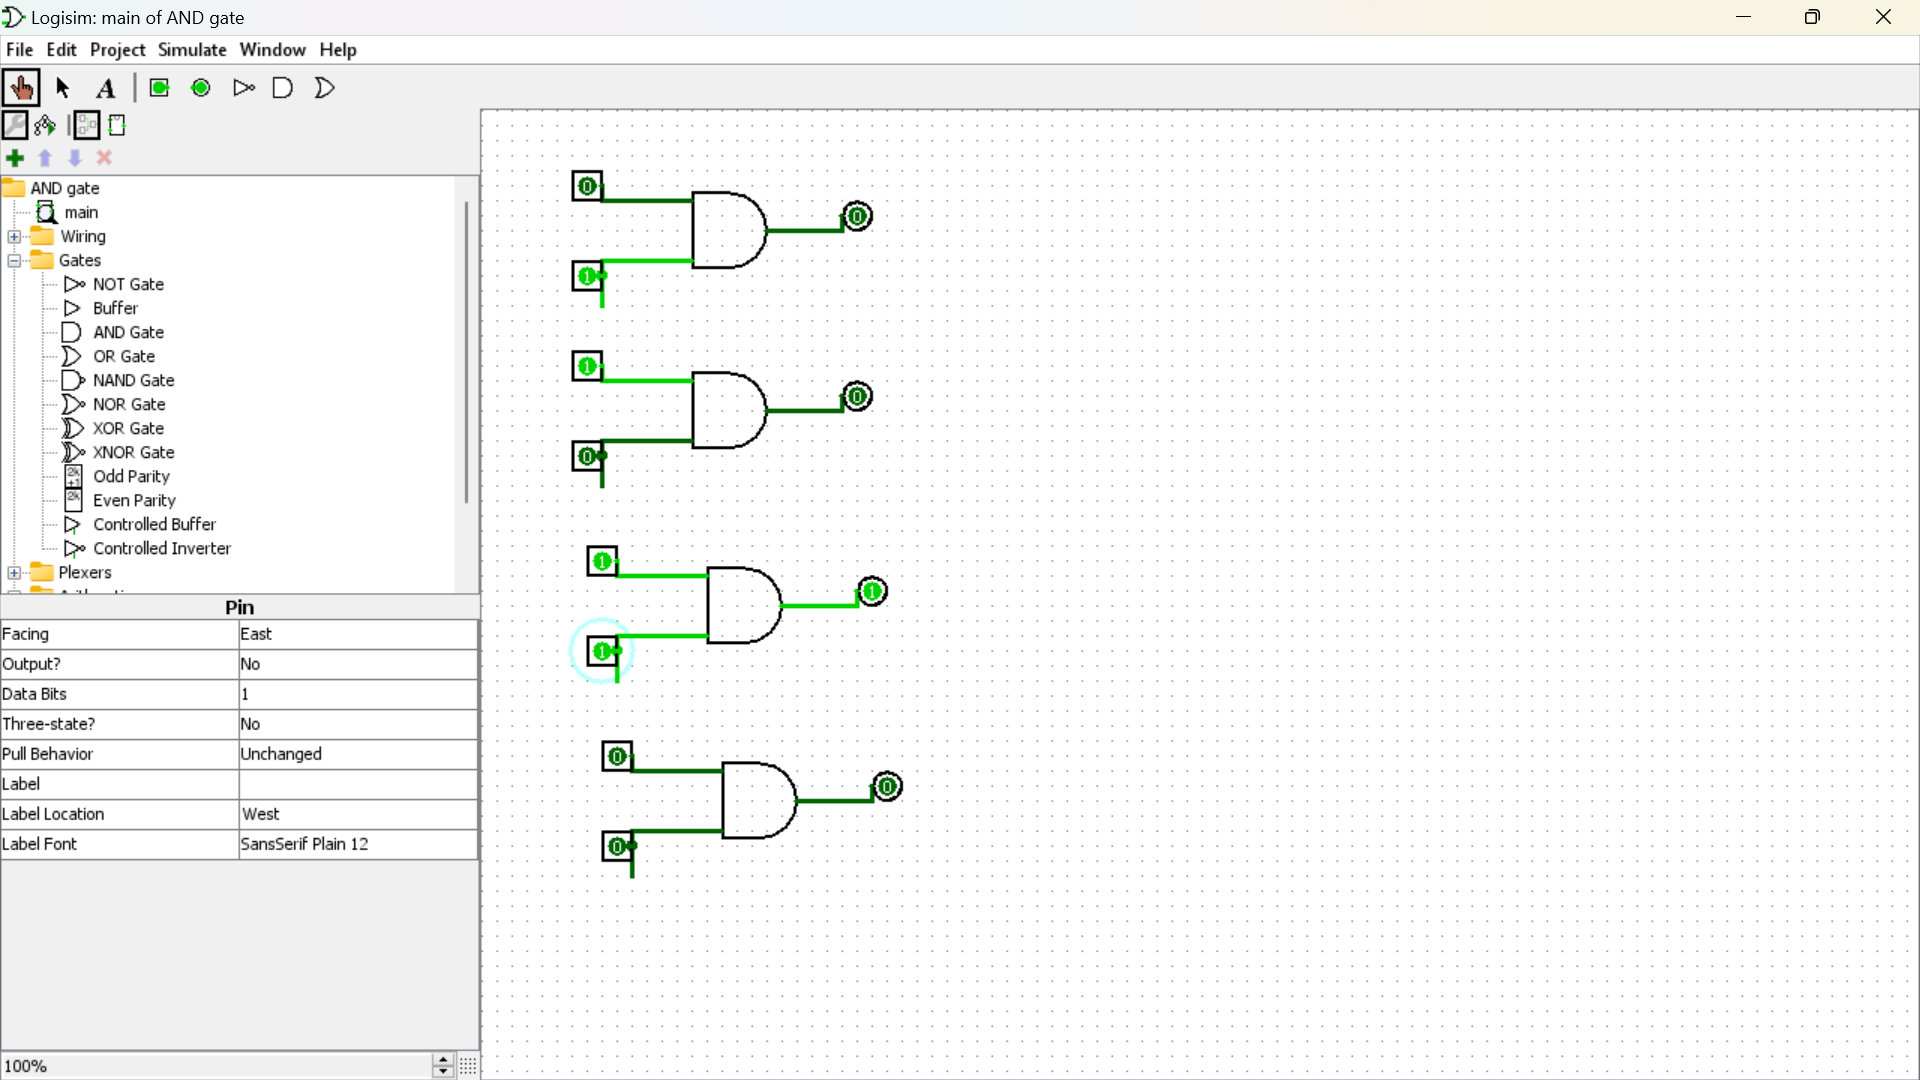 Logisim: main of AND gate
File Edit Project Simulate Window Help
A
AND gate
main
Wiring
Gates
NOT Gate
Buffer
AND Gate
OR Gate
NAND Gate
NOR Gate
XOR Gate
XNOR Gate
2k
+1
Odd Parity
2k
Even Parity
Controlled Buffer
Controlled Inverter
Plexers
Pin
Facing East
Output? No
Data Bits 1
Three-state? No
Pull Behavior Unchanged
Label
Label Location West
Label Font SansSerif Plain 12
100%
0
0
1
1
0
0
1
1
1
0
0
0